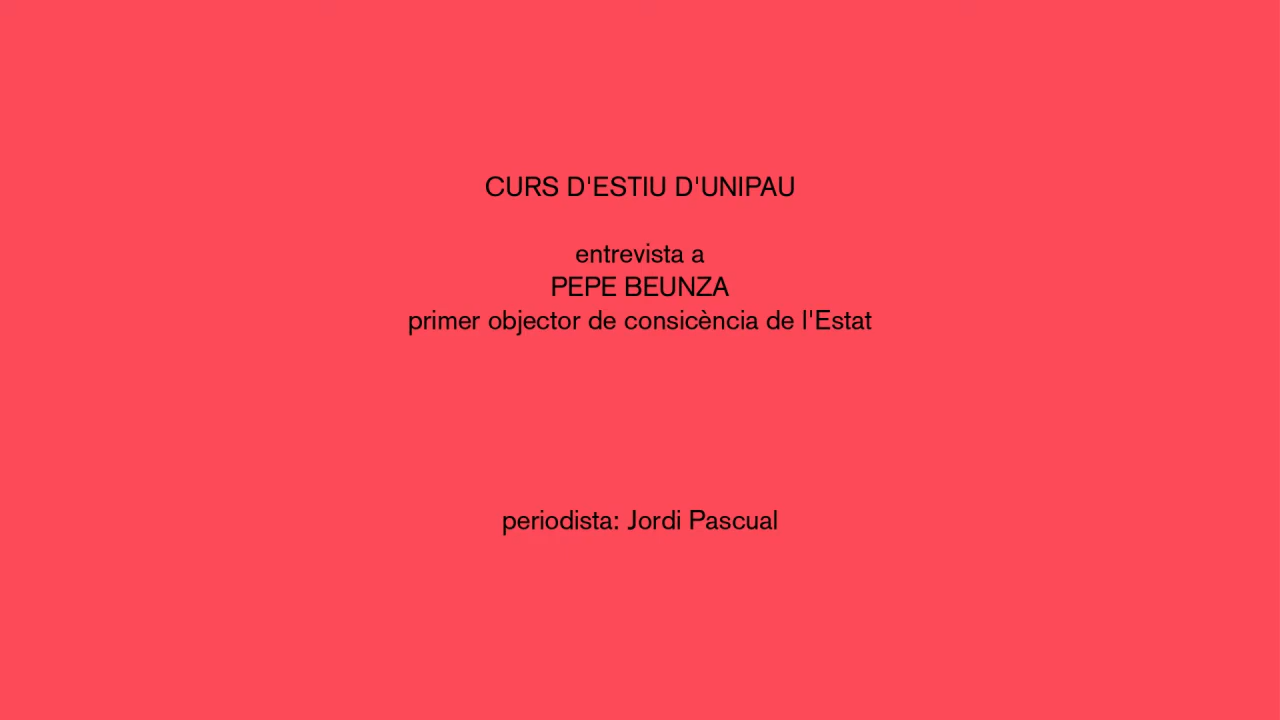 CURS D'ESTIU D'UNIPAU
entrevista a
PEPE BEUNZA
primer objector de consicència de l'Estat
periodista: Jordi Pascual